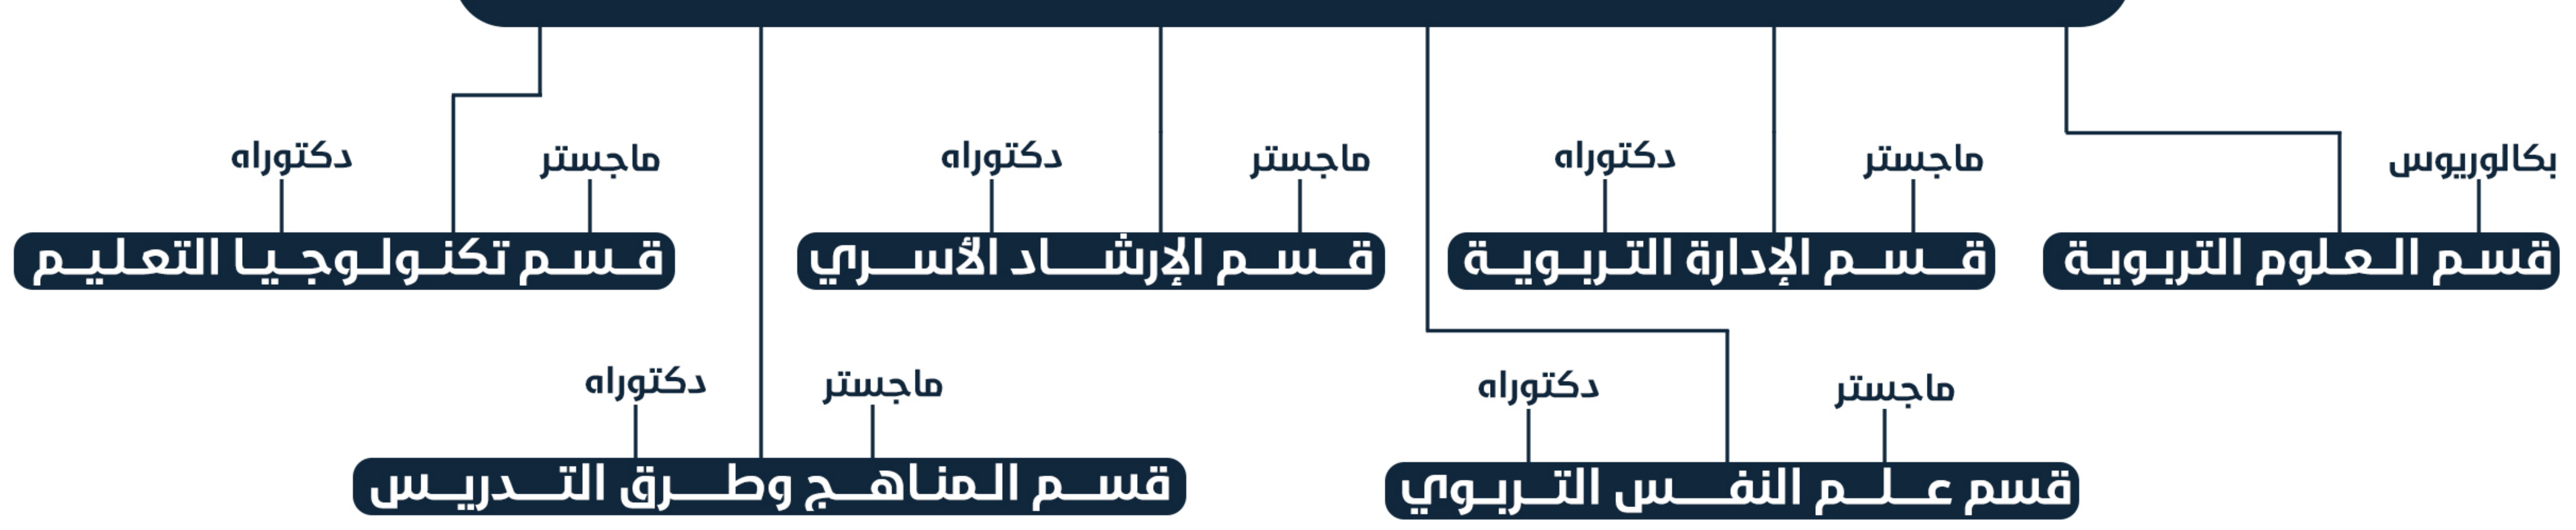 بكالوريوس
قسم العلوم التربوية
ماجستر
دكتوراه
قسم الإدارة التربوية
ماجستر
دكتوراه
قسم الإرشاد الأسري
ماجستر
دكتوراه
قسم تكنولوجيا التعليم
ماجستر
دكتوراه
قسم علم النفس التربوي
ماجستر
دكتوراه
قسم المناهج وطرق التدريس